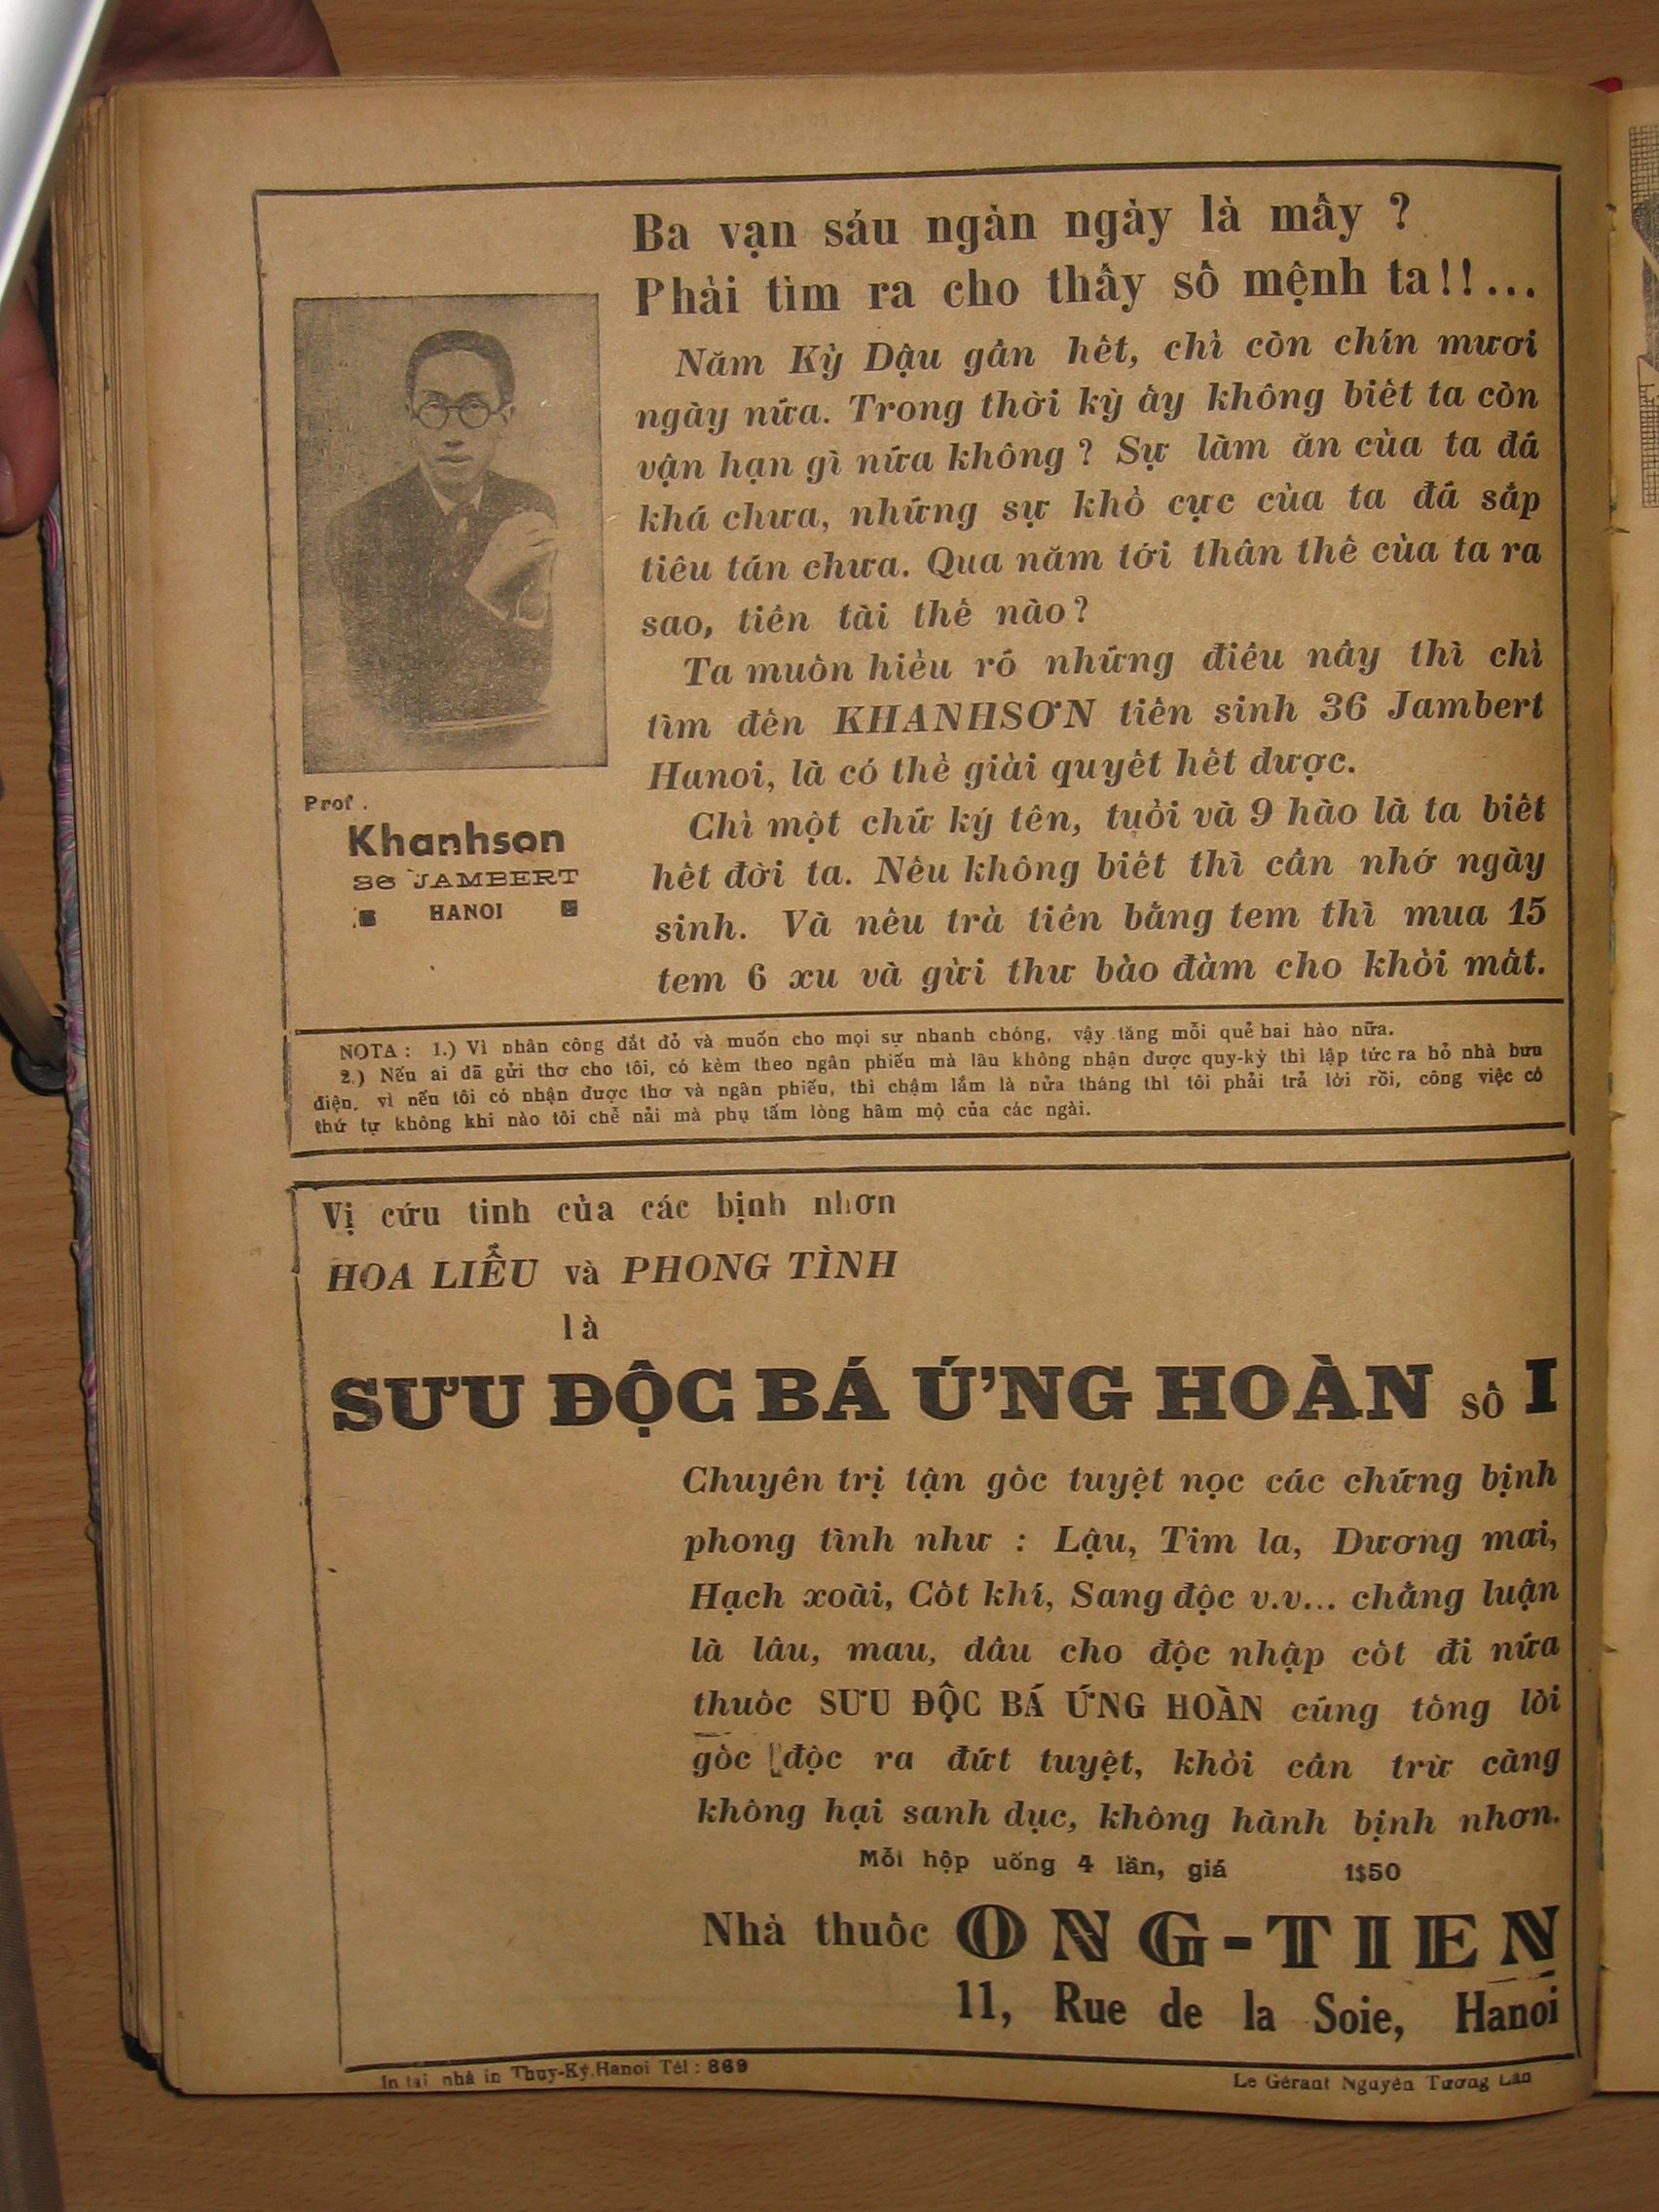 Ba vạn sáu ngàn ngày là mấy ?
Phải tìm ra cho thấy số mệnh ta!!...
Năm Kỷ Dậu gần hết, chỉ còn chín mươi
ngày nữa. Trong thời kỳ ấy không biết ta còn
vận hạn gì nữa không ? Sự làm ăn của ta đã
khá chưa, những sự khổ cực của ta đã sắp
tiêu tán chưa. Qua năm tới thân thế của ta ra
sao, tiền tài thế nào?
Ta muốn hiểu rõ những điều nầy thì chỉ
tìm đến KHANHSƠN tiên sinh 36 Jambert
Hanoi, là có thể giải quyết hết được.
Chỉ một chữ ký tên, tuổi và 9 hào là ta biết
hết đời ta. Nếu không biết thì cần nhớ ngày
sinh. Và nếu trả tiền bằng tem thì mua 15
tem 6 xu và gửi thư bảo đảm cho khỏi mất.
Prof.
Khanhson
36 JAMBERT
HANOI
NOTA : 1.) Vì nhân công đắt đỏ và muốn cho mọi sự nhanh chóng, vậy tăng mỗi quẻ hai hào nữa.
2.) Nếu ai đã gửi thơ cho tôi, có kèm theo ngân phiếu mà lâu không nhận được quy-kỳ thì lập tức ra hỏ nhà bưu
điện, vì nếu tôi có nhận được thơ và ngân phiếu, thì chậm lắm là nửa tháng thì tôi phải trả lời rồi, công việc có
thứ tự không khi nào tôi chễ nải mà phụ tấm lòng hâm mộ của các ngài.
Vị cứu tinh của các bịnh nhơn
HOA LIỄU và PHONG TÌNH
là
SƯU ĐỘC BÁ ỨNG HOÀN số I
Chuyên trị tận gốc tuyệt nọc các chứng bịnh
phong tình như : Lậu, Tim la, Dương mai,
Hạch xoài, Cốt khí, Sang độc v.v... chẳng luận
là lâu, mau, dầu cho độc nhập cốt đi nữa
thuốc SƯU ĐỘC BÁ ỨNG HOÀN cũng tống lòi
gốc độc ra đứt tuyệt, khỏi cần trừ căng
không hại sanh dục, không hành bịnh nhơn.
Mỗi hộp uống 4 lần, giá 1$50
Nhà thuốc ONG-TIEN
11, Rue de la Soie, Hanoi
In tại nhà in Thụy-Ký, Hanoi Tél : 869
Le Gérant Nguyên Tương Lân